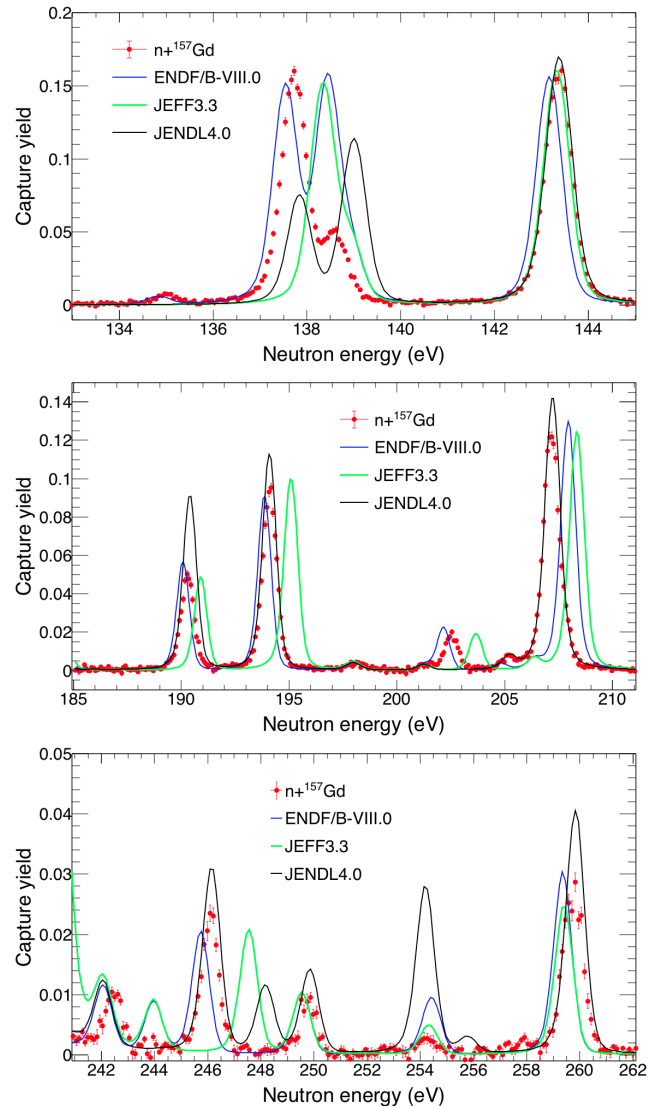 0.2
0.15
0.1
0.05
0
Capture yield
n+¹⁵⁷Gd
ENDF/B-VIII.0
JEFF3.3
JENDL4.0
134 136 138 140 142 144
Neutron energy (eV)
0.14
0.12
0.1
0.08
0.06
0.04
0.02
0
Capture yield
n+¹⁵⁷Gd
ENDF/B-VIII.0
JEFF3.3
JENDL4.0
185 190 195 200 205 210
Neutron energy (eV)
0.05
0.04
0.03
0.02
0.01
0
Capture yield
n+¹⁵⁷Gd
ENDF/B-VIII.0
JEFF3.3
JENDL4.0
242 244 246 248 250 252 254 256 258 260 262
Neutron energy (eV)